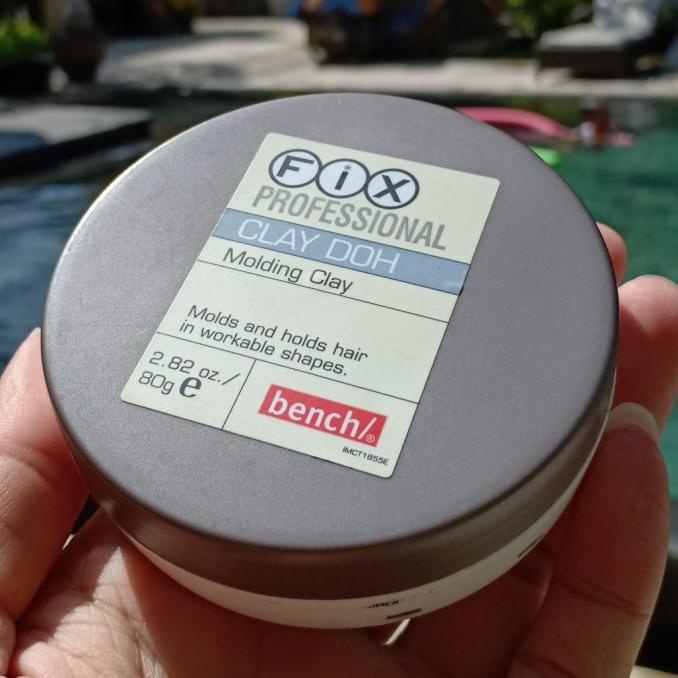 FiX
PROFESSIONAL
CLAY DOH
Molding Clay
Molds and holds hair
in workable shapes.
2.82 oz./
80g e
bench/®
IMCT1855E